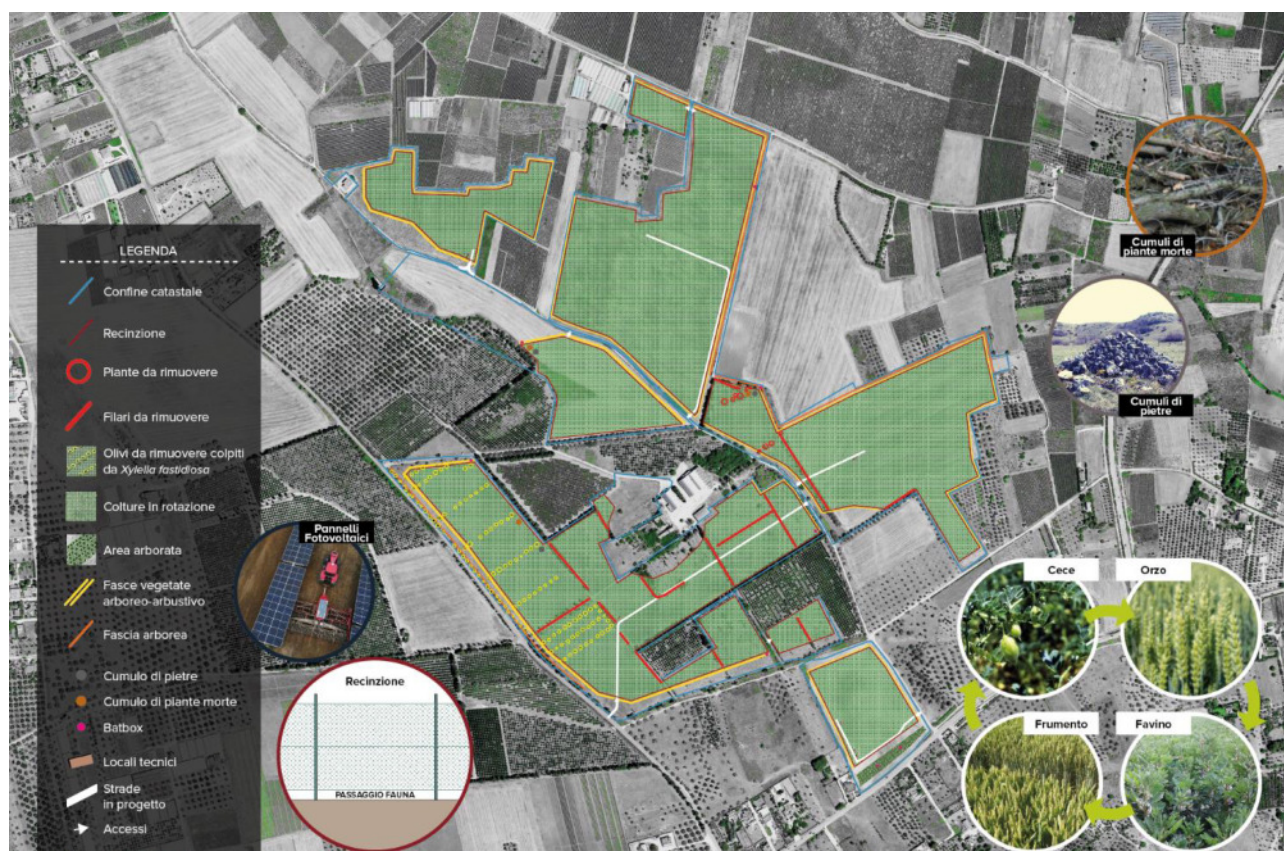 LEGENDA
Confine catastale
Recinzione
Piante da rimuovere
Filari da rimuovere
Olivi da rimuovere colpiti
da Xylella fastidiosa
Colture in rotazione
Area arborata
Fasce vegetate
arboreo-arbustivo
Fascia arborea
Cumulo di pietre
Cumulo di piante morte
Batbox
Locali tecnici
Strade
in progetto
Accessi
Pannelli
Fotovoltaici
Recinzione
PASSAGGIO FAUNA
Cumuli di
piante morte
Cumuli di
pietre
Cece
Orzo
Frumento
Favino